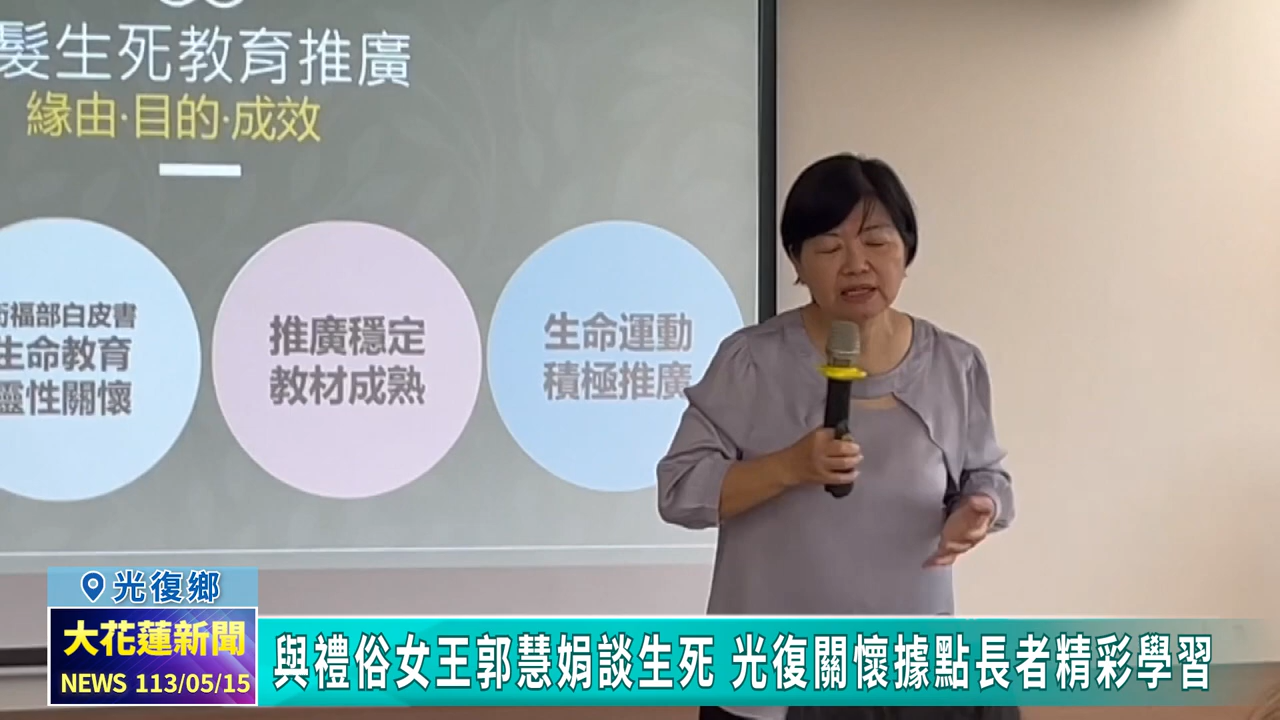 髮生死教育推廣
緣由·目的·成效
衛福部白皮書
生命教育
靈性關懷
推廣穩定
教材成熟
生命運動
積極推廣
光復鄉
大花蓮新聞
NEWS 113/05/15
與禮俗女王郭慧娟談生死 光復關懷據點長者精彩學習